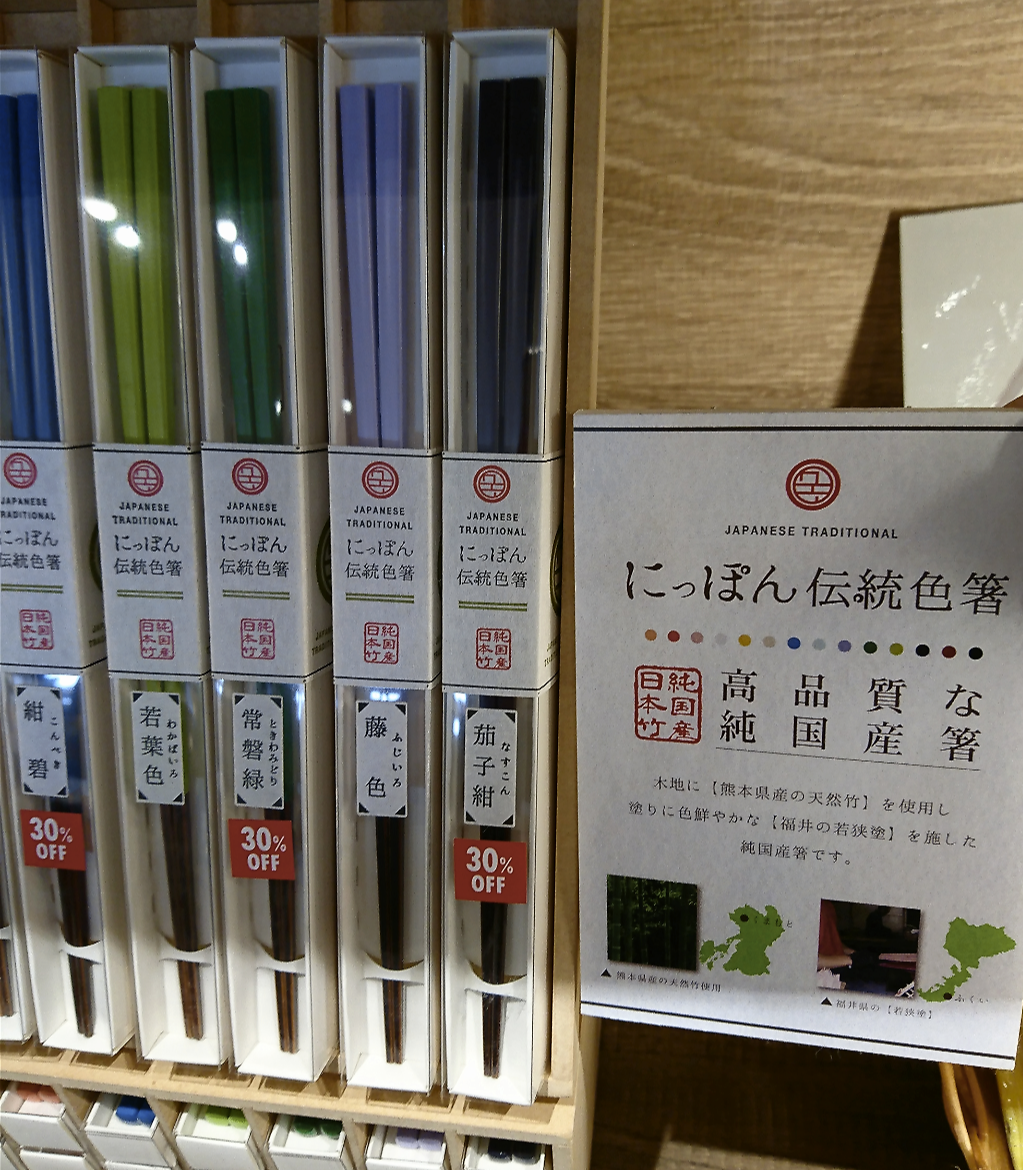 JAPANESE
TRADITIONAL
にっぽん
伝統色箸
純国産
日本竹
紺碧
こんぺき
30%
OFF
JAPANESE
TRADITIONAL
にっぽん
伝統色箸
純国産
日本竹
若葉色
わかばいろ
JAPANESE
TRADITIONAL
にっぽん
伝統色箸
純国産
日本竹
常磐緑
ときわみどり
30%
OFF
JAPANESE
TRADITIONAL
にっぽん
伝統色箸
純国産
日本竹
藤色
ふじいろ
JAPANESE
TRADITIONAL
にっぽん
伝統色箸
純国産
日本竹
茄子紺
なすこん
30%
OFF
JAPANESE TRADITIONAL
にっぽん伝統色箸
純国産
日本竹
高品質な
純国産箸
木地に【熊本県産の天然竹】を使用し
塗りに色鮮やかな【福井の若狭塗】を施した
純国産箸です。
くまもと
▲熊本県産の天然竹使用
ふくい
▲福井県の【若狭塗】